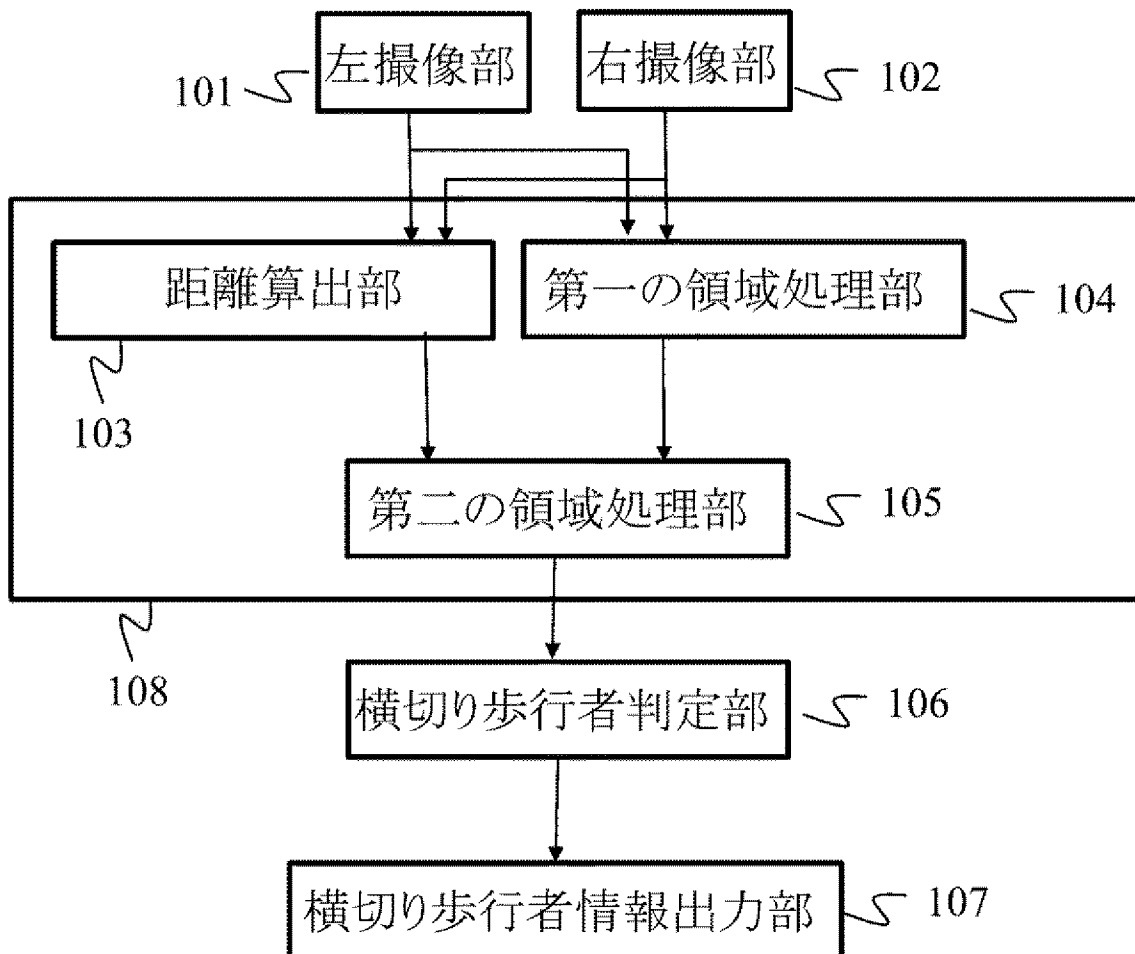 左撮像部
右撮像部
101
102
距離算出部
第一の領域処理部
104
103
第二の領域処理部
105
108
横切り歩行者判定部
106
横切り歩行者情報出力部
107